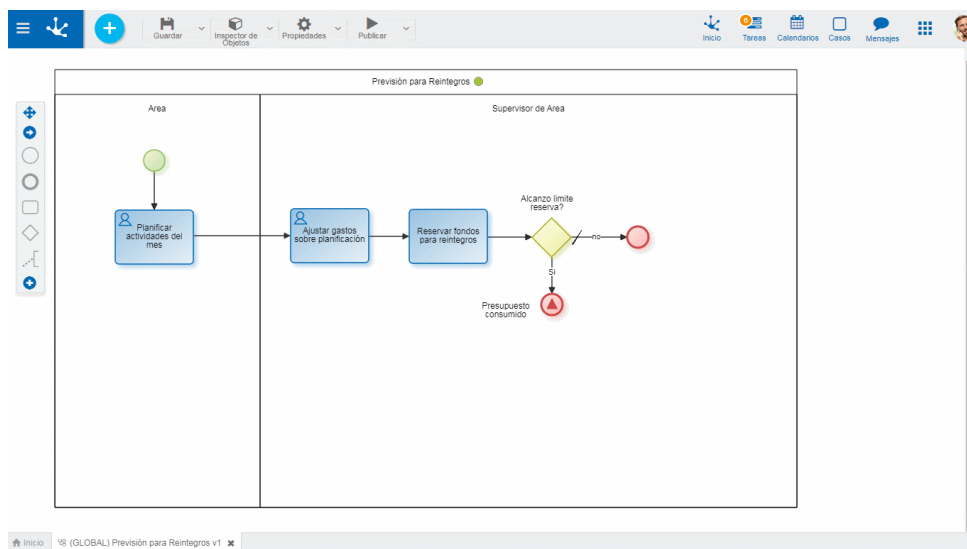 Guardar
Inspector de
Objetos
Propiedades
Publicar
Inicio
6
Tareas
Calendarios
Casos
Mensajes
Previsión para Reintegros
Area
Supervisor de Area
Planificar
actividades del
mes
Ajustar gastos
sobre planificación
Reservar fondos
para reintegros
Alcanzo limite
reserva?
no
Si
Presupuesto
consumido
Inicio
(GLOBAL) Previsión para Reintegros v1